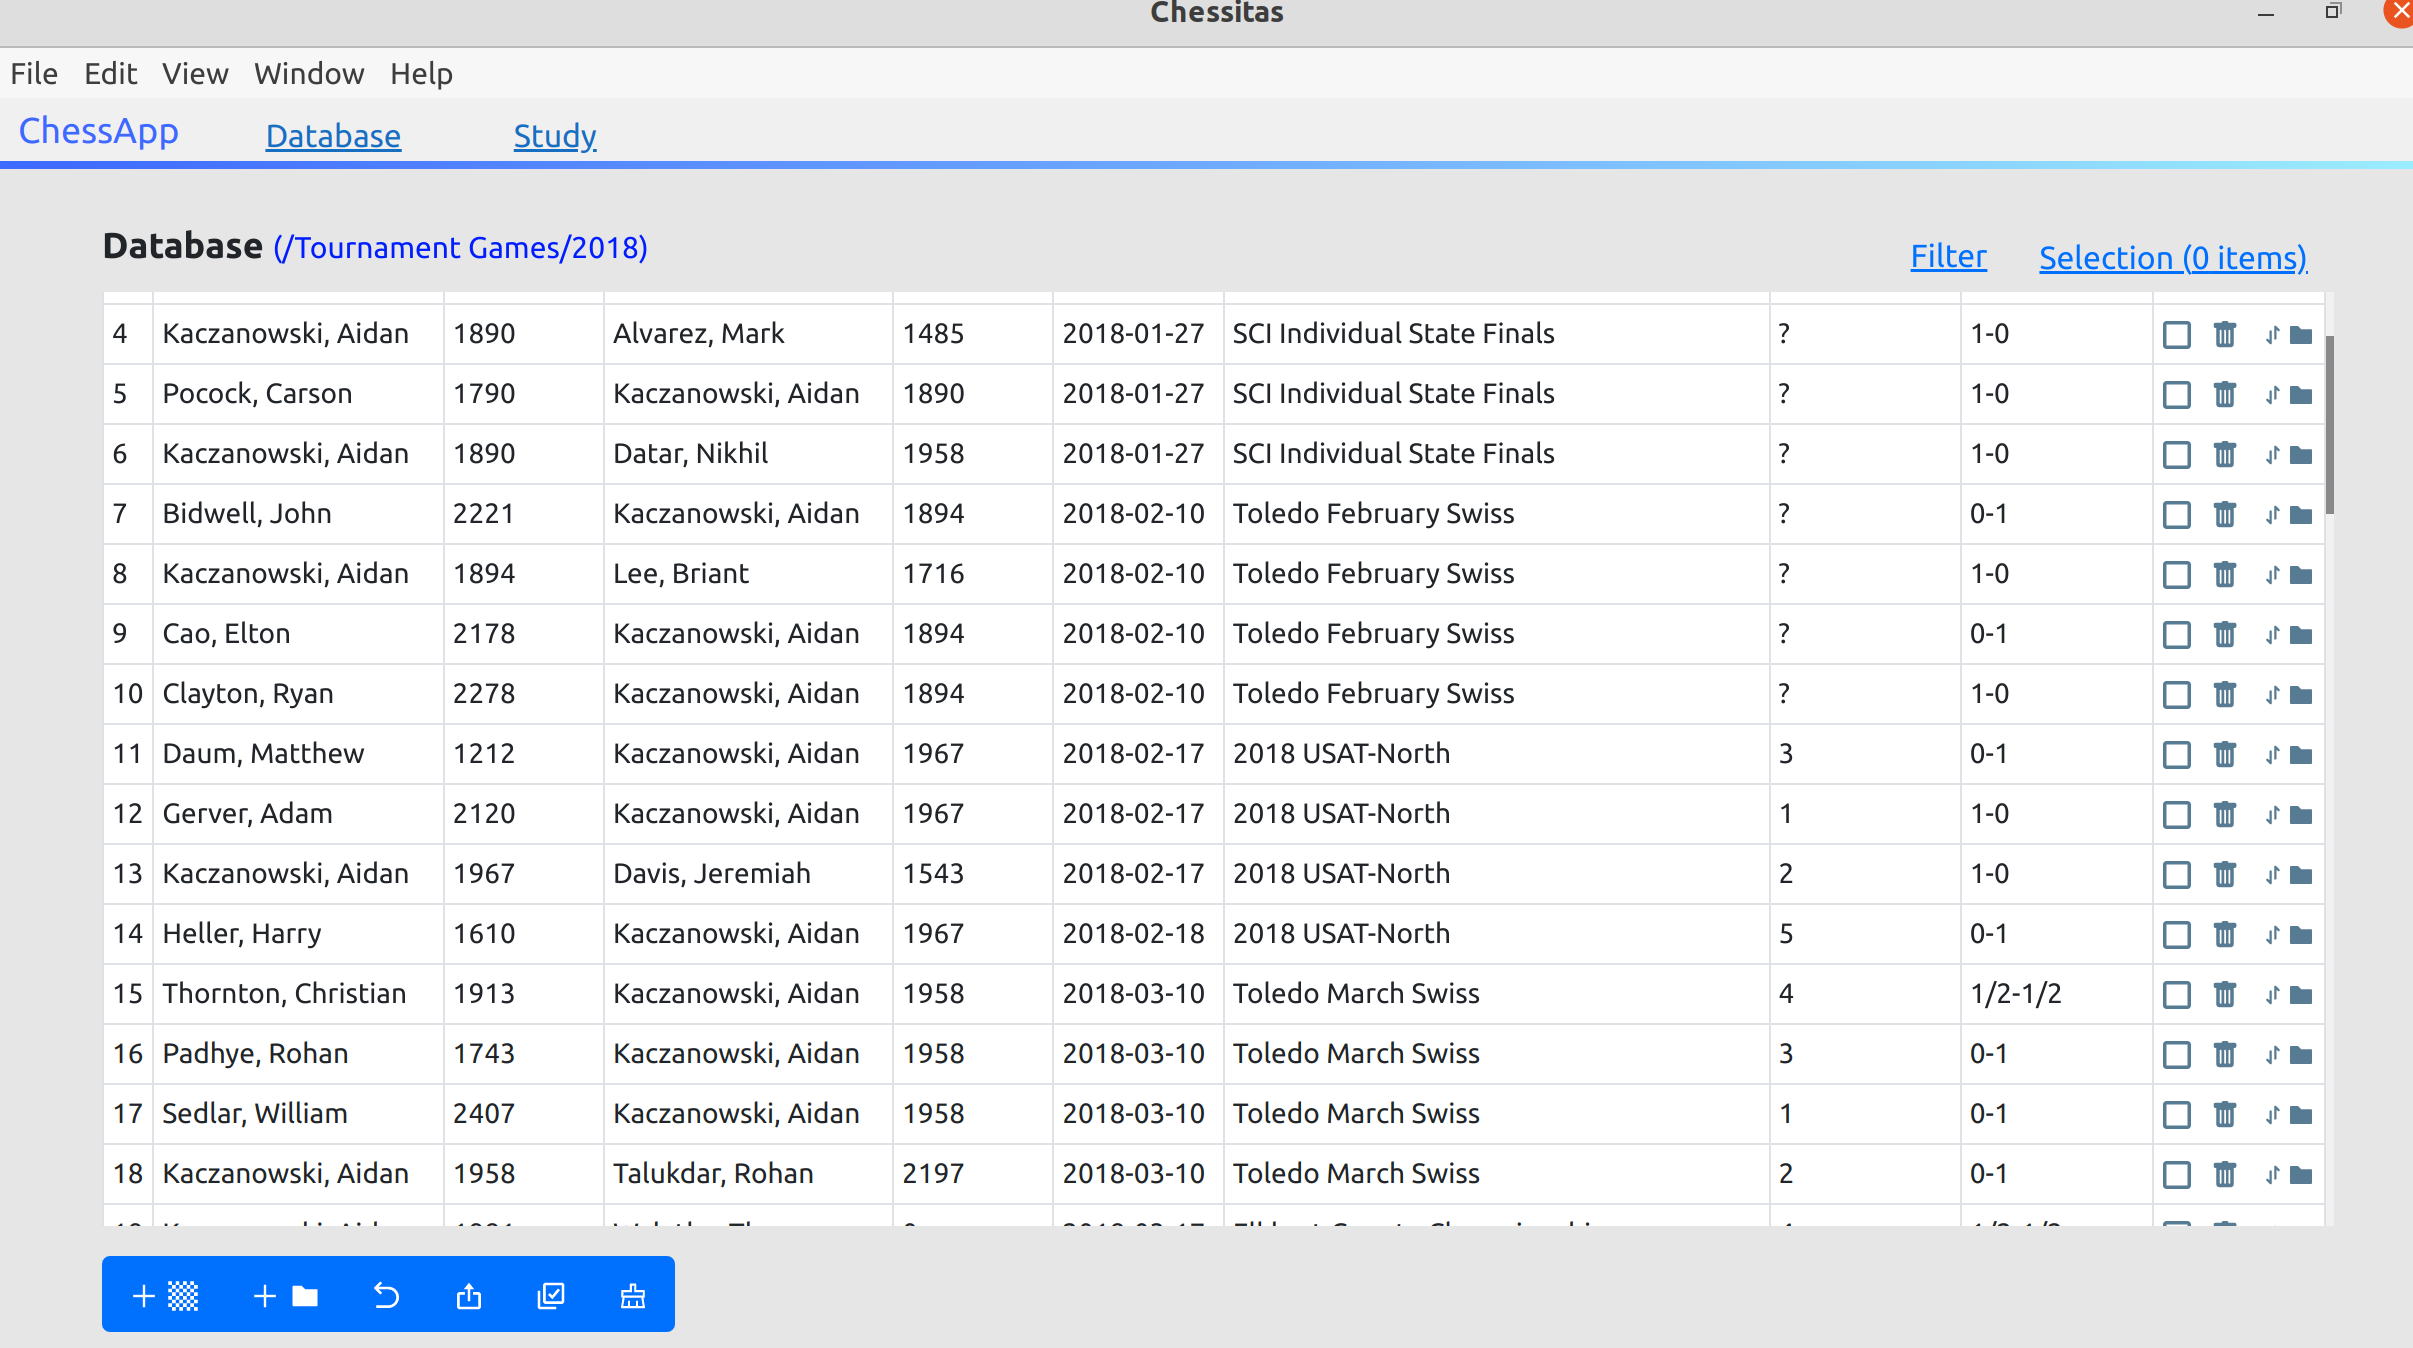 Chessitas
File Edit View Window Help
ChessApp Database Study
Database (/Tournament Games/2018) Filter Selection (0 items)
4 Kaczanowski, Aidan 1890 Alvarez, Mark 1485 2018-01-27 SCI Individual State Finals ? 1-0
5 Pocock, Carson 1790 Kaczanowski, Aidan 1890 2018-01-27 SCI Individual State Finals ? 1-0
6 Kaczanowski, Aidan 1890 Datar, Nikhil 1958 2018-01-27 SCI Individual State Finals ? 1-0
7 Bidwell, John 2221 Kaczanowski, Aidan 1894 2018-02-10 Toledo February Swiss ? 0-1
8 Kaczanowski, Aidan 1894 Lee, Briant 1716 2018-02-10 Toledo February Swiss ? 1-0
9 Cao, Elton 2178 Kaczanowski, Aidan 1894 2018-02-10 Toledo February Swiss ? 0-1
10 Clayton, Ryan 2278 Kaczanowski, Aidan 1894 2018-02-10 Toledo February Swiss ? 1-0
11 Daum, Matthew 1212 Kaczanowski, Aidan 1967 2018-02-17 2018 USAT-North 3 0-1
12 Gerver, Adam 2120 Kaczanowski, Aidan 1967 2018-02-17 2018 USAT-North 1 1-0
13 Kaczanowski, Aidan 1967 Davis, Jeremiah 1543 2018-02-17 2018 USAT-North 2 1-0
14 Heller, Harry 1610 Kaczanowski, Aidan 1967 2018-02-18 2018 USAT-North 5 0-1
15 Thornton, Christian 1913 Kaczanowski, Aidan 1958 2018-03-10 Toledo March Swiss 4 1/2-1/2
16 Padhye, Rohan 1743 Kaczanowski, Aidan 1958 2018-03-10 Toledo March Swiss 3 0-1
17 Sedlar, William 2407 Kaczanowski, Aidan 1958 2018-03-10 Toledo March Swiss 1 0-1
18 Kaczanowski, Aidan 1958 Talukdar, Rohan 2197 2018-03-10 Toledo March Swiss 2 0-1